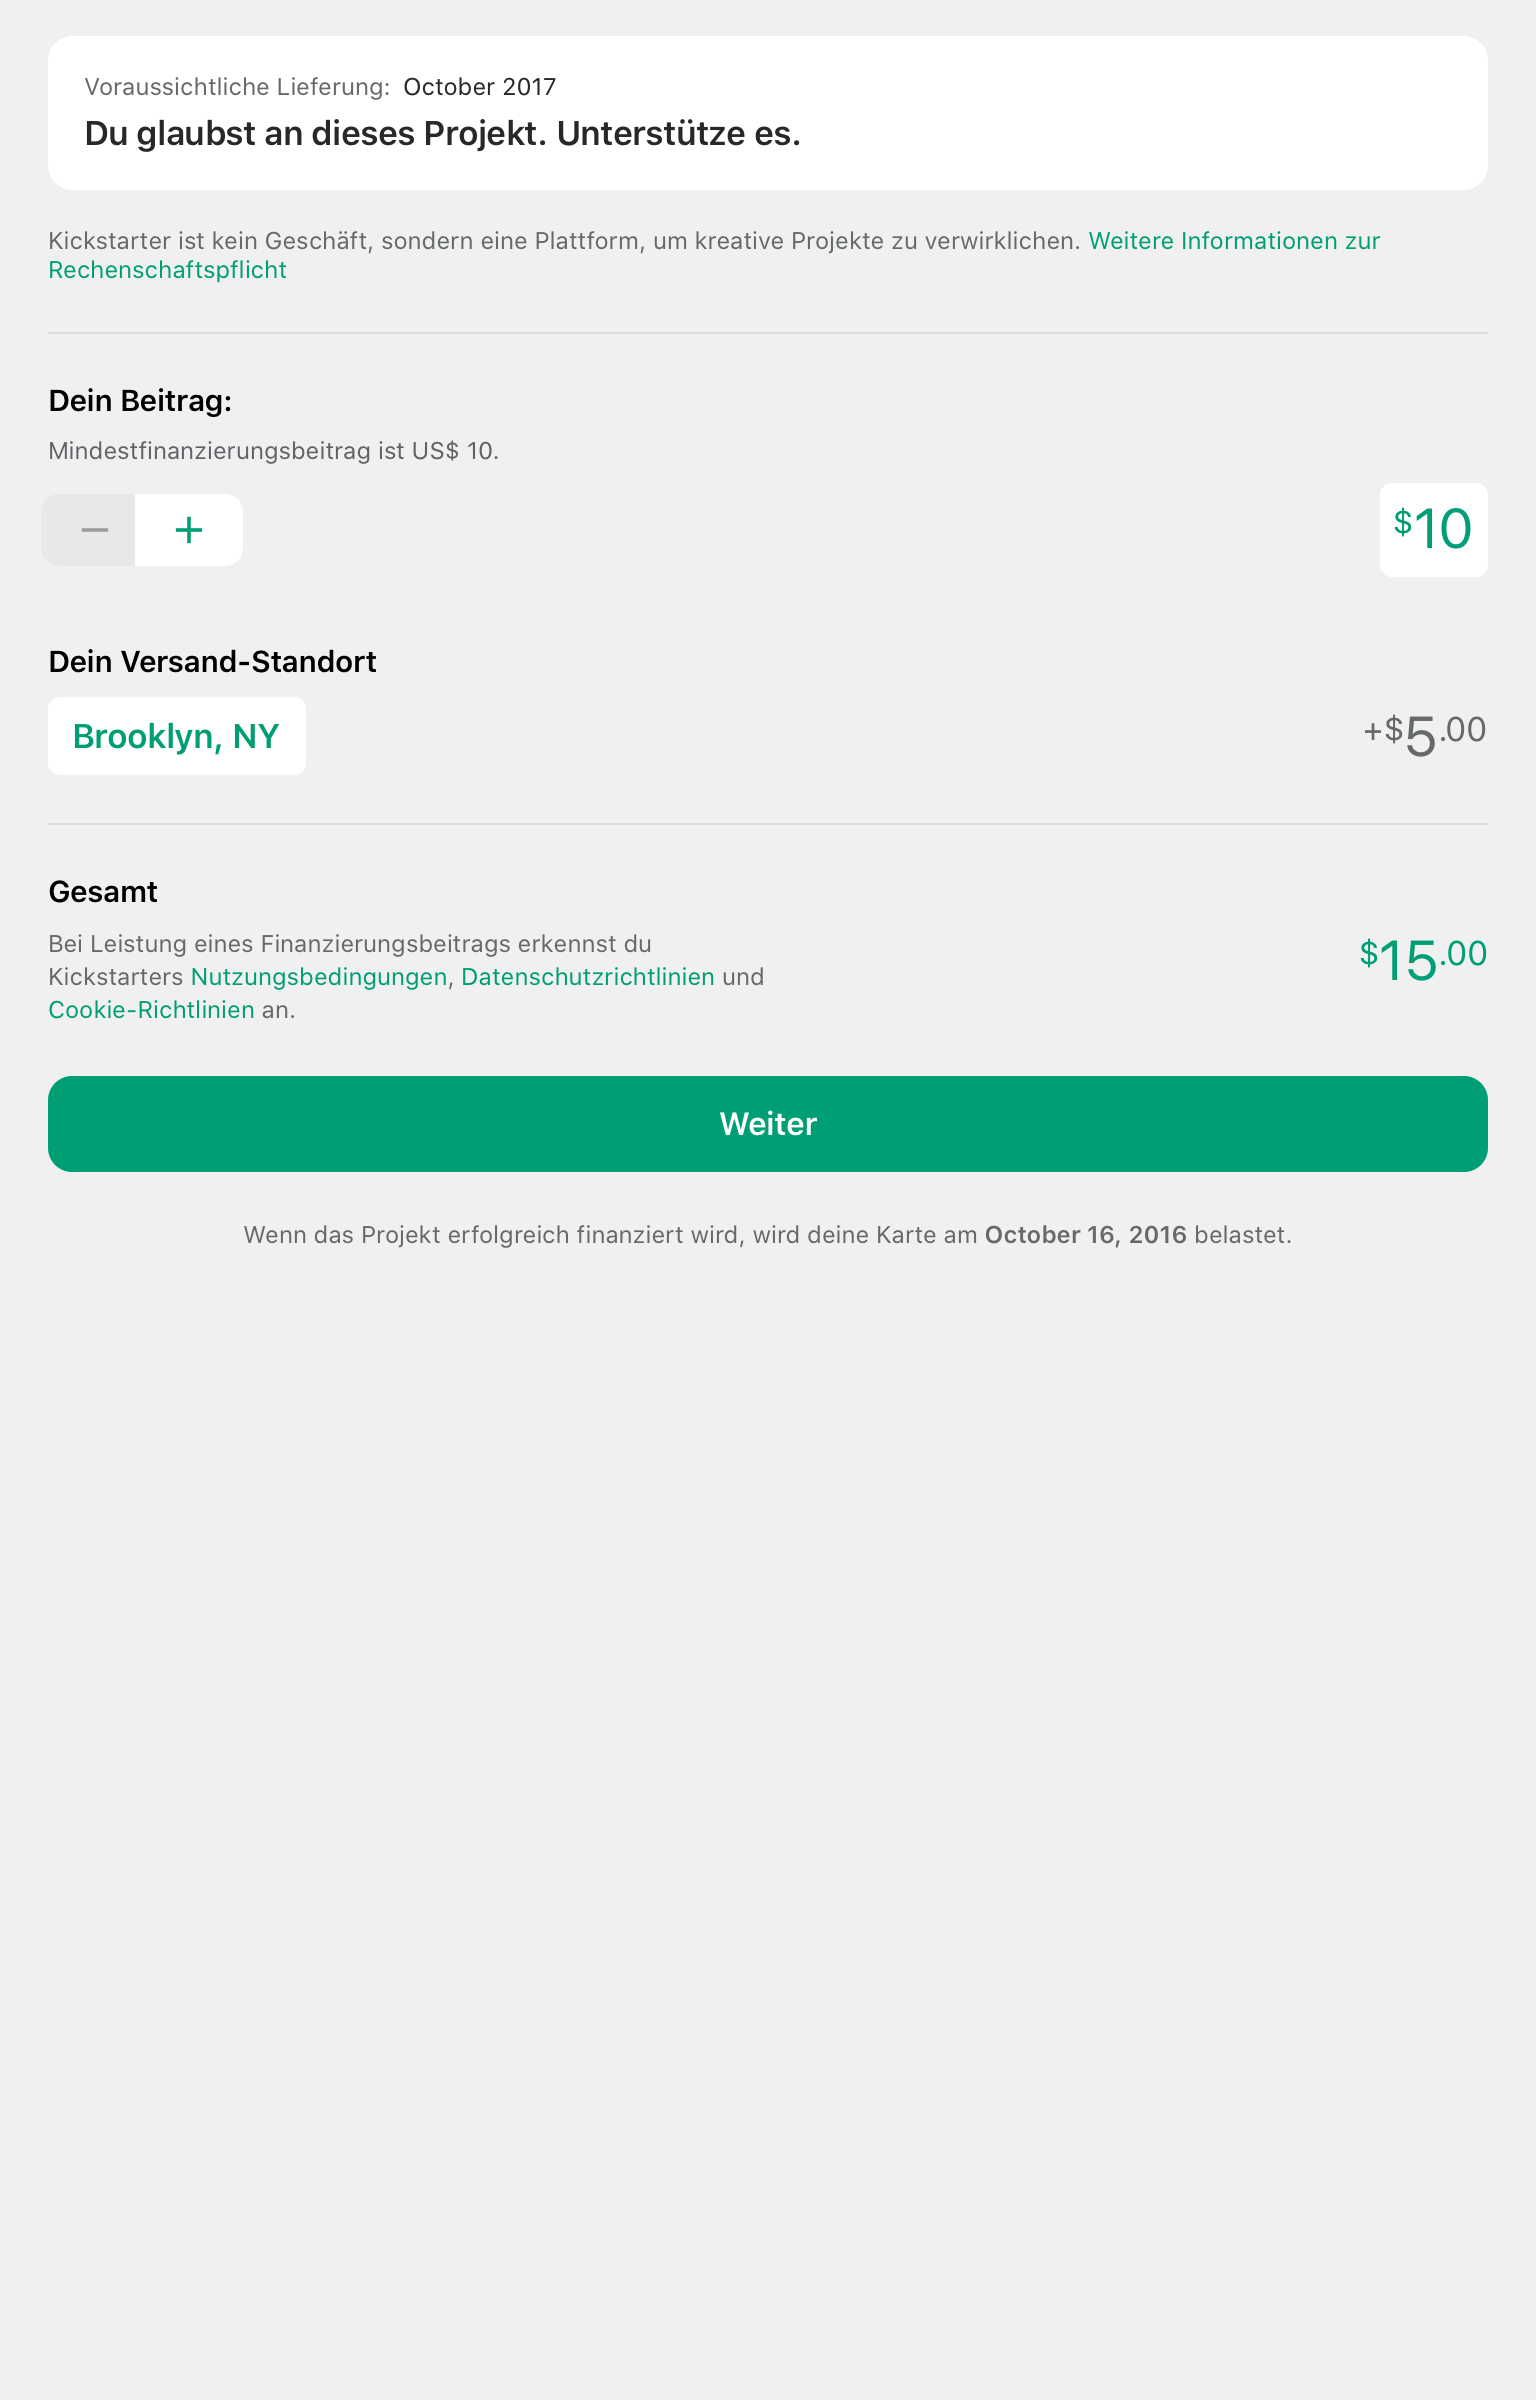 Voraussichtliche Lieferung: October 2017
Du glaubst an dieses Projekt. Unterstütze es.
Kickstarter ist kein Geschäft, sondern eine Plattform, um kreative Projekte zu verwirklichen. Weitere Informationen zur
Rechenschaftspflicht
Dein Beitrag:
Mindestfinanzierungsbeitrag ist US$ 10.
− +
$10
Dein Versand-Standort
Brooklyn, NY
+$5.00
Gesamt
Bei Leistung eines Finanzierungsbeitrags erkennst du
Kickstarters Nutzungsbedingungen, Datenschutzrichtlinien und
Cookie-Richtlinien an.
$15.00
Weiter
Wenn das Projekt erfolgreich finanziert wird, wird deine Karte am October 16, 2016 belastet.